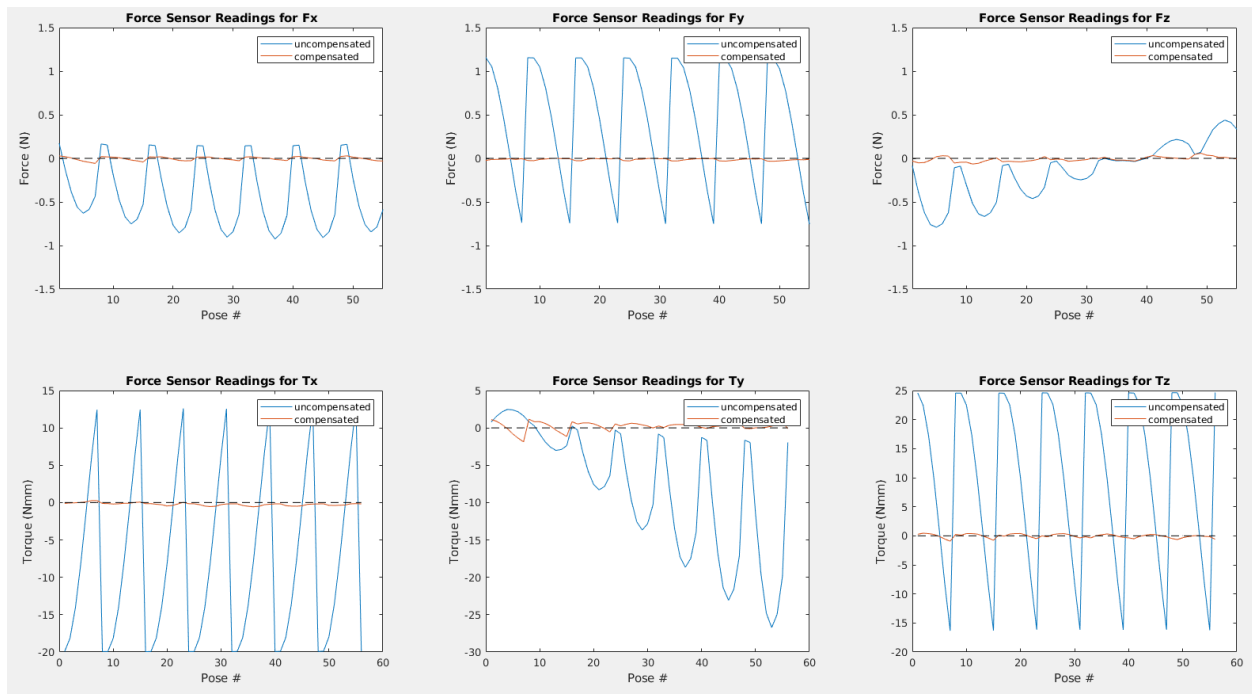 Force Sensor Readings for Fx
1.5
1
0.5
0
-0.5
-1
-1.5
Force (N)
10
20
30
40
50
Pose #
uncompensated
compensated
Force Sensor Readings for Fy
1.5
1
0.5
0
-0.5
-1
-1.5
Force (N)
0
10
20
30
40
50
Pose #
uncompensated
compensated
Force Sensor Readings for Fz
1.5
1
0.5
0
-0.5
-1
-1.5
Force (N)
10
20
30
40
50
Pose #
uncompensated
compensated
Force Sensor Readings for Tx
15
10
5
0
-5
-10
-15
-20
Torque (Nmm)
0
10
20
30
40
50
60
Pose #
uncompensated
compensated
Force Sensor Readings for Ty
5
0
-5
-10
-15
-20
-25
-30
Torque (Nmm)
0
10
20
30
40
50
60
Pose #
uncompensated
compensated
Force Sensor Readings for Tz
25
20
15
10
5
0
-5
-10
-15
-20
Torque (Nmm)
0
10
20
30
40
50
60
Pose #
uncompensated
compensated